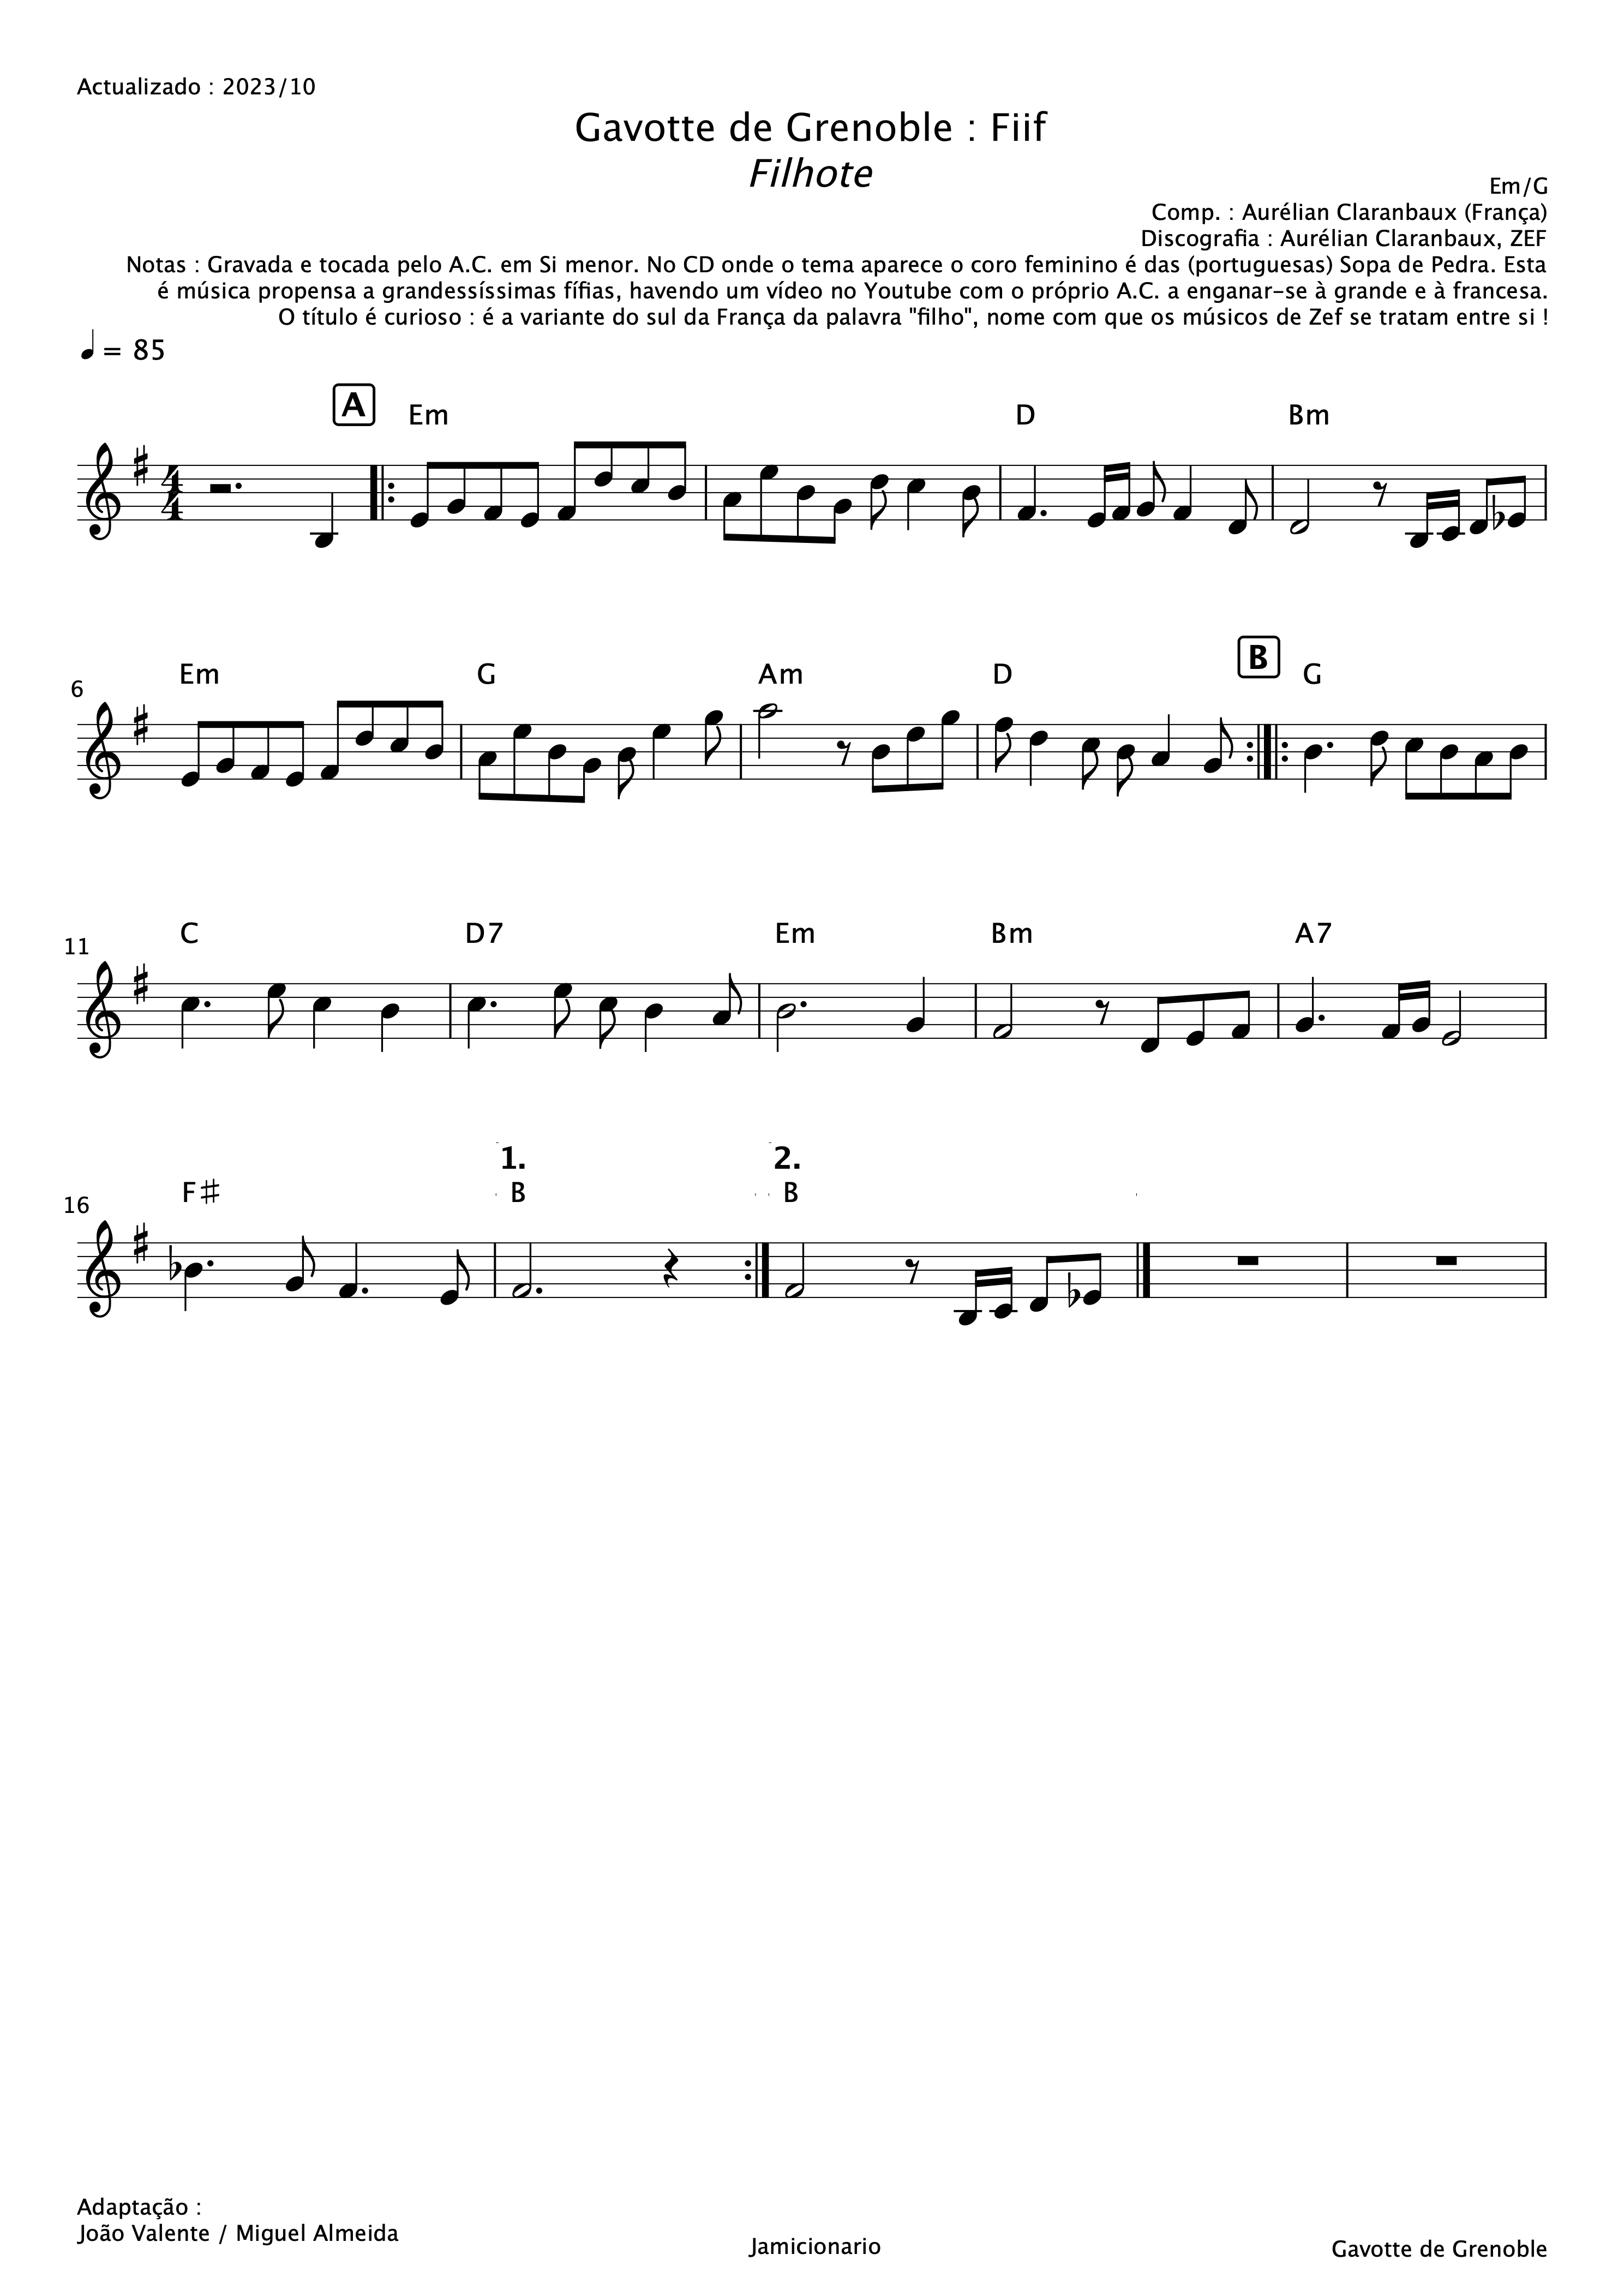 Actualizado : 2023/10
Gavotte de Grenoble : Fiif
Filhote
Em/G
Comp. : Aurélian Claranbaux (França)
Discografia : Aurélian Claranbaux, ZEF
Notas : Gravada e tocada pelo A.C. em Si menor. No CD onde o tema aparece o coro feminino é das (portuguesas) Sopa de Pedra. Esta
é música propensa a grandessíssimas fífias, havendo um vídeo no Youtube com o próprio A.C. a enganar-se à grande e à francesa.
O título é curioso : é a variante do sul da França da palavra "filho", nome com que os músicos de Zef se tratam entre si !
♩ = 85
A Em D Bm
4
4
B
6 Em G Am D G
11 C D7 Em Bm A7
1. 2.
16 F♯ B B
Adaptação :
João Valente / Miguel Almeida
Jamicionario
Gavotte de Grenoble